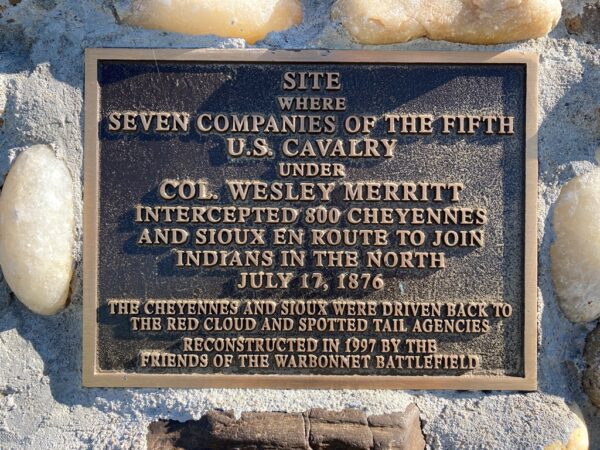 SITE
WHERE
SEVEN COMPANIES OF THE FIFTH
U.S. CAVALRY
UNDER
COL. WESLEY MERRITT
INTERCEPTED 800 CHEYENNES
AND SIOUX EN ROUTE TO JOIN
INDIANS IN THE NORTH
JULY 17, 1876
THE CHEYENNES AND SIOUX WERE DRIVEN BACK TO
THE RED CLOUD AND SPOTTED TAIL AGENCIES
RECONSTRUCTED IN 1997 BY THE
FRIENDS OF THE WARBONNET BATTLEFIELD